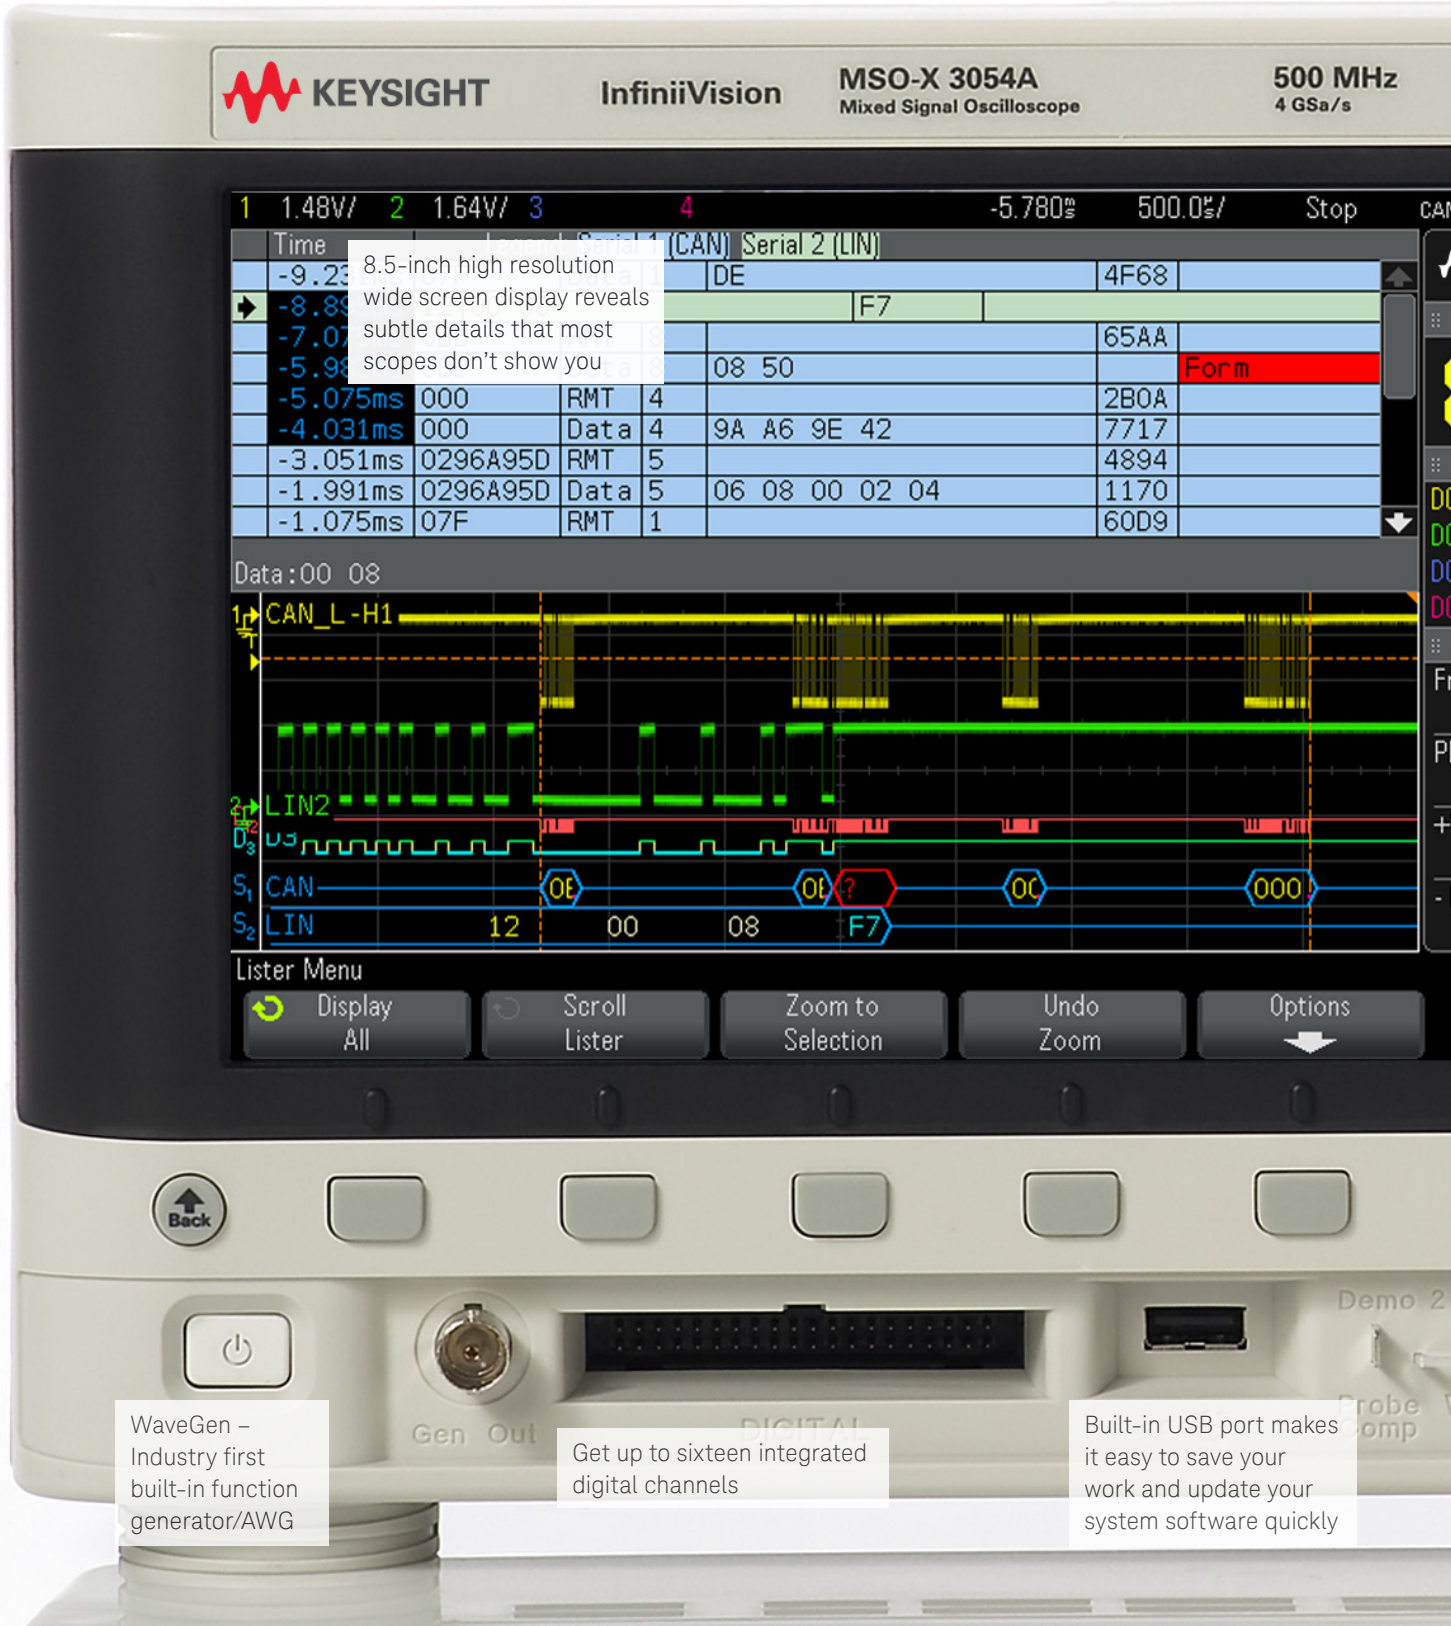 KEYSIGHT InfiniiVision MSO-X 3054A 500 MHz
Mixed Signal Oscilloscope 4 GSa/s
1 1.48V/ 2 1.64V/ 3 4 -5.780ms 500.0s/ Stop
Time Legend: Serial 1 (CAN) Serial 2 (LIN)
8.5-inch high resolution
wide screen display reveals
subtle details that most
scopes don't show you
DE 4F68
F7
65AA
08 50 Form
-5.075ms 000 RMT 4 2B0A
-4.031ms 000 Data 4 9A A6 9E 42 7717
-3.051ms 0296A95D RMT 5 4894
-1.991ms 0296A95D Data 5 06 08 00 02 04 1170
-1.075ms 07F RMT 1 60D9
Data:00 08
CAN_L-H1
LIN2
D3
S1 CAN ? 000
S2 LIN 12 00 08 F7
Lister Menu
Display
All
Scroll
Lister
Zoom to
Selection
Undo
Zoom
Options
Back
Demo 2
Probe
Comp
Gen Out
DIGITAL
WaveGen –
Industry first
built-in function
generator/AWG
Get up to sixteen integrated
digital channels
Built-in USB port makes
it easy to save your
work and update your
system software quickly